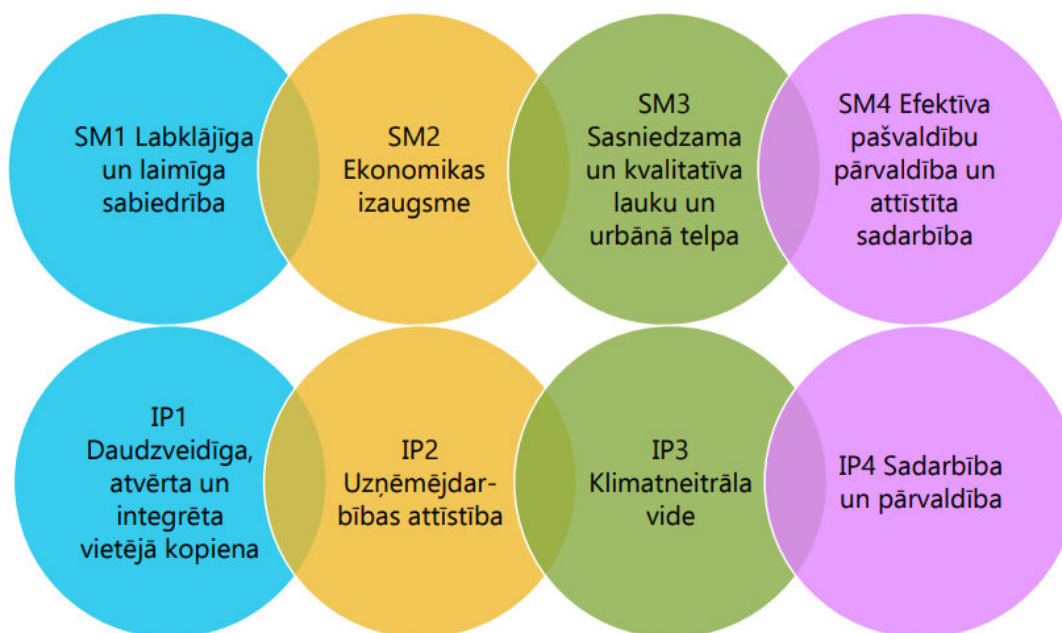 SM1 Labklājīga
un laimīga
sabiedrība
SM2
Ekonomikas
izaugsme
SM3
Sasniedzama
un kvalitatīva
lauku un
urbānā telpa
SM4 Efektīva
pašvaldību
pārvaldība un
attīstīta
sadarbība
IP1
Daudzveidīga,
atvērta un
integrēta
vietējā kopiena
IP2
Uzņēmējdar-
bības attīstība
IP3
Klimatneitrāla
vide
IP4 Sadarbība
un pārvaldība